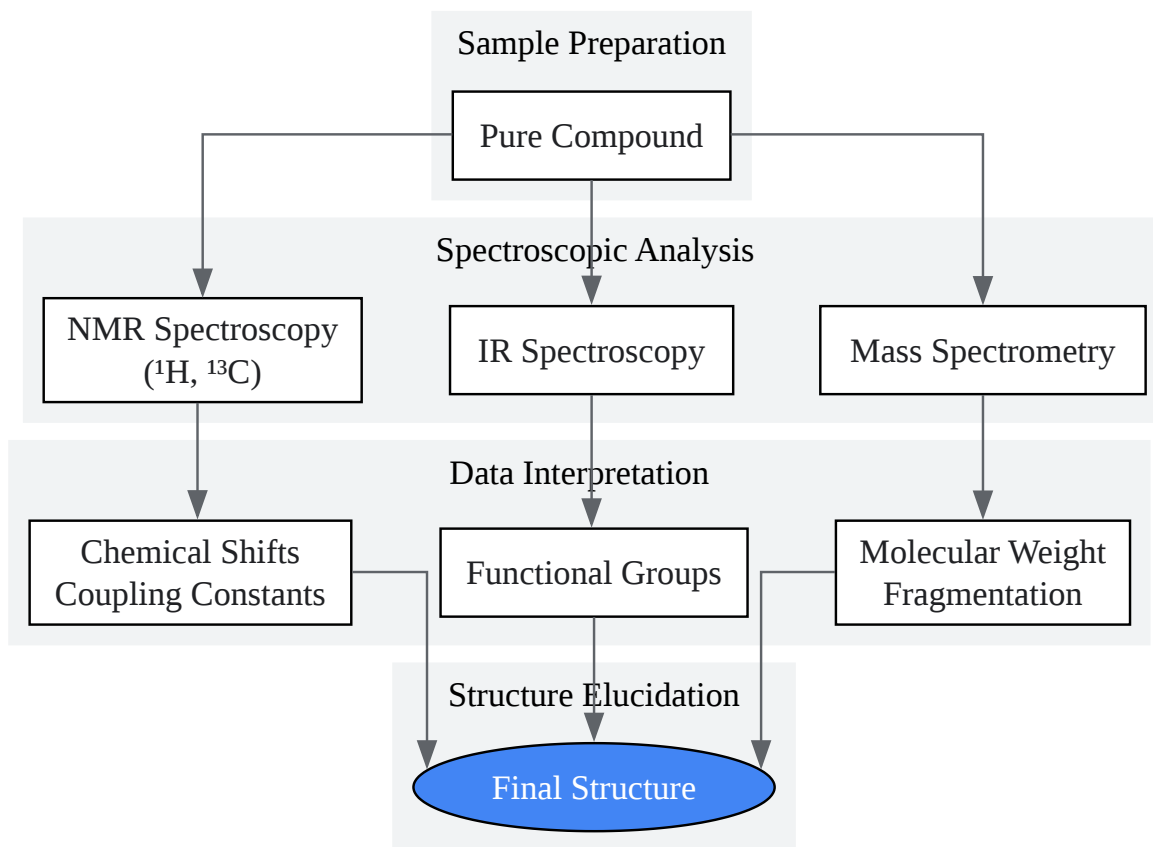 Sample Preparation
Pure Compound
Spectroscopic Analysis
NMR Spectroscopy
(¹H, ¹³C)
IR Spectroscopy
Mass Spectrometry
Data Interpretation
Chemical Shifts
Coupling Constants
Functional Groups
Molecular Weight
Fragmentation
Structure Elucidation
Final Structure